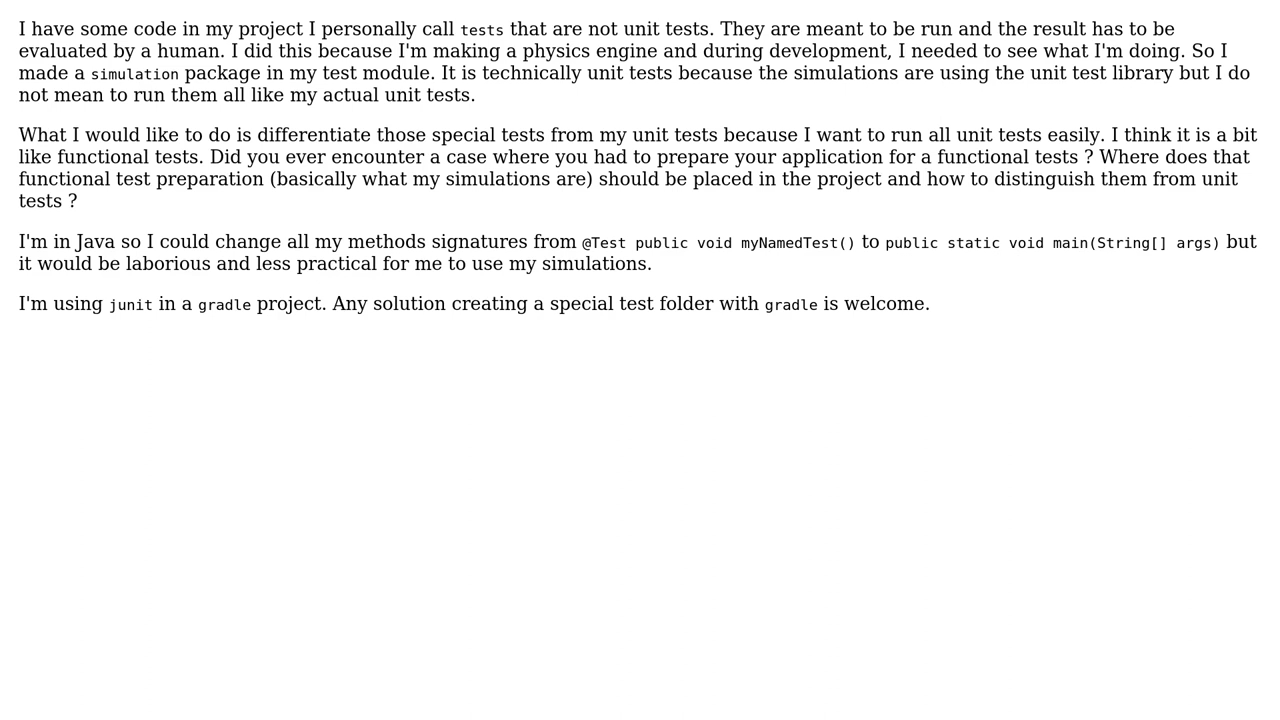 I have some code in my project I personally call tests that are not unit tests. They are meant to be run and the result has to be
evaluated by a human. I did this because I'm making a physics engine and during development, I needed to see what I'm doing. So I
made a simulation package in my test module. It is technically unit tests because the simulations are using the unit test library but I do
not mean to run them all like my actual unit tests.
What I would like to do is differentiate those special tests from my unit tests because I want to run all unit tests easily. I think it is a bit
like functional tests. Did you ever encounter a case where you had to prepare your application for a functional tests ? Where does that
functional test preparation (basically what my simulations are) should be placed in the project and how to distinguish them from unit
tests ?
I'm in Java so I could change all my methods signatures from @Test public void myNamedTest() to public static void main(String[] args) but
it would be laborious and less practical for me to use my simulations.
I'm using junit in a gradle project. Any solution creating a special test folder with gradle is welcome.